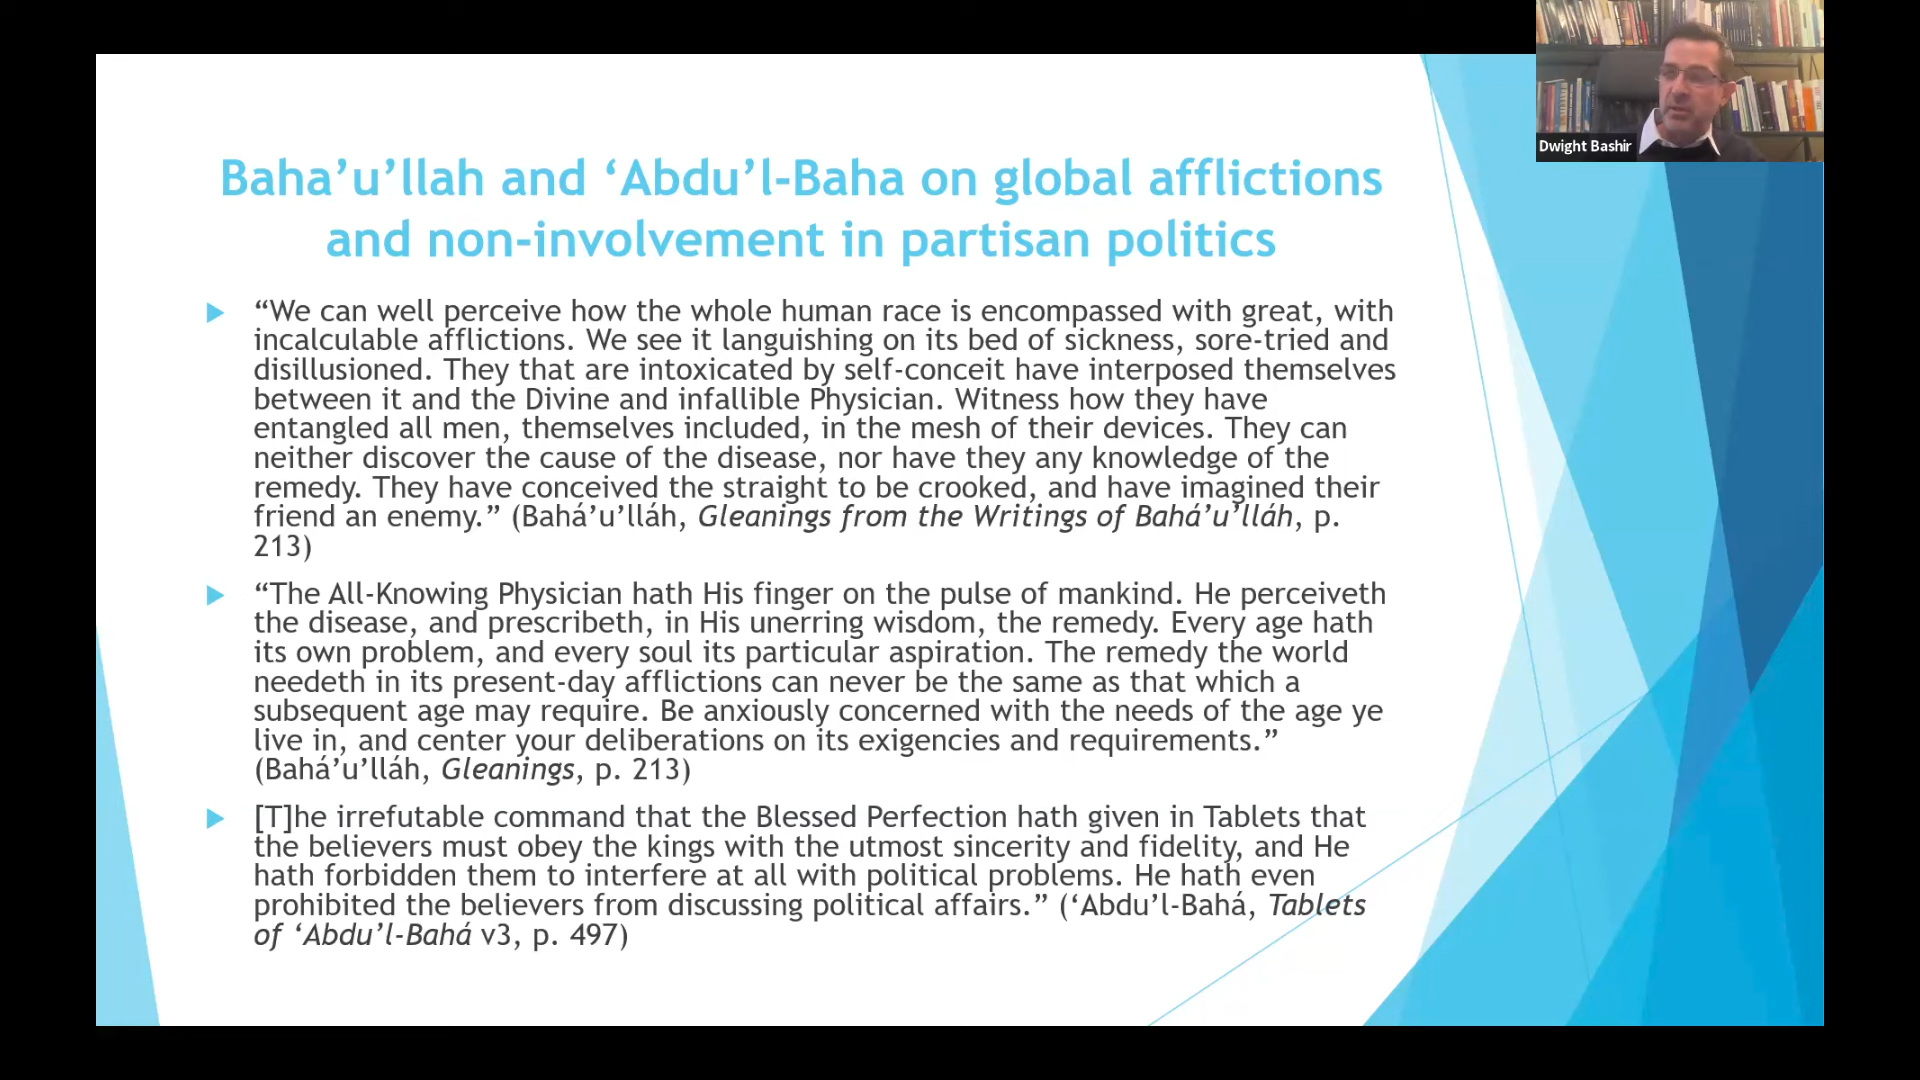 Dwight Bashir
Baha’u’llah and ‘Abdu’l-Baha on global afflictions
and non-involvement in partisan politics
“We can well perceive how the whole human race is encompassed with great, with
incalculable afflictions. We see it languishing on its bed of sickness, sore-tried and
disillusioned. They that are intoxicated by self-conceit have interposed themselves
between it and the Divine and infallible Physician. Witness how they have
entangled all men, themselves included, in the mesh of their devices. They can
neither discover the cause of the disease, nor have they any knowledge of the
remedy. They have conceived the straight to be crooked, and have imagined their
friend an enemy.” (Bahá’u’lláh, Gleanings from the Writings of Bahá’u’lláh, p.
213)
“The All-Knowing Physician hath His finger on the pulse of mankind. He perceiveth
the disease, and prescribeth, in His unerring wisdom, the remedy. Every age hath
its own problem, and every soul its particular aspiration. The remedy the world
needeth in its present-day afflictions can never be the same as that which a
subsequent age may require. Be anxiously concerned with the needs of the age ye
live in, and center your deliberations on its exigencies and requirements.”
(Bahá’u’lláh, Gleanings, p. 213)
[T]he irrefutable command that the Blessed Perfection hath given in Tablets that
the believers must obey the kings with the utmost sincerity and fidelity, and He
hath forbidden them to interfere at all with political problems. He hath even
prohibited the believers from discussing political affairs.” (‘Abdu’l-Bahá, Tablets
of ‘Abdu’l-Bahá v3, p. 497)